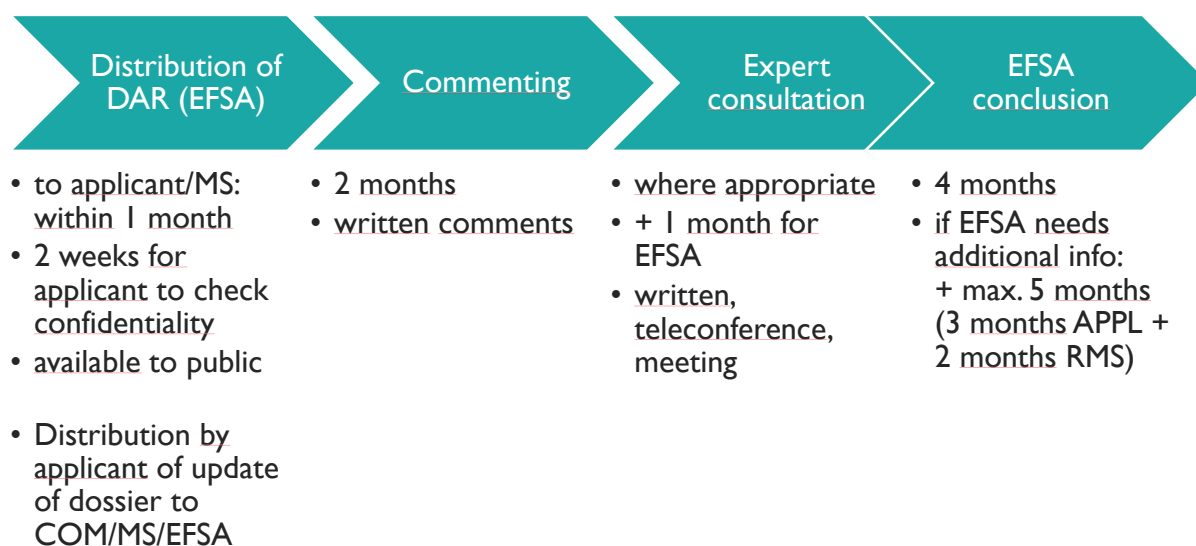 Distribution of
DAR (EFSA)
Commenting
Expert
consultation
EFSA
conclusion
• to applicant/MS:
within 1 month
• 2 weeks for
applicant to check
confidentiality
• available to public
• Distribution by
applicant of update
of dossier to
COM/MS/EFSA
• 2 months
• written comments
• where appropriate
• + 1 month for
EFSA
• written,
teleconference,
meeting
• 4 months
• if EFSA needs
additional info:
+ max. 5 months
(3 months APPL +
2 months RMS)